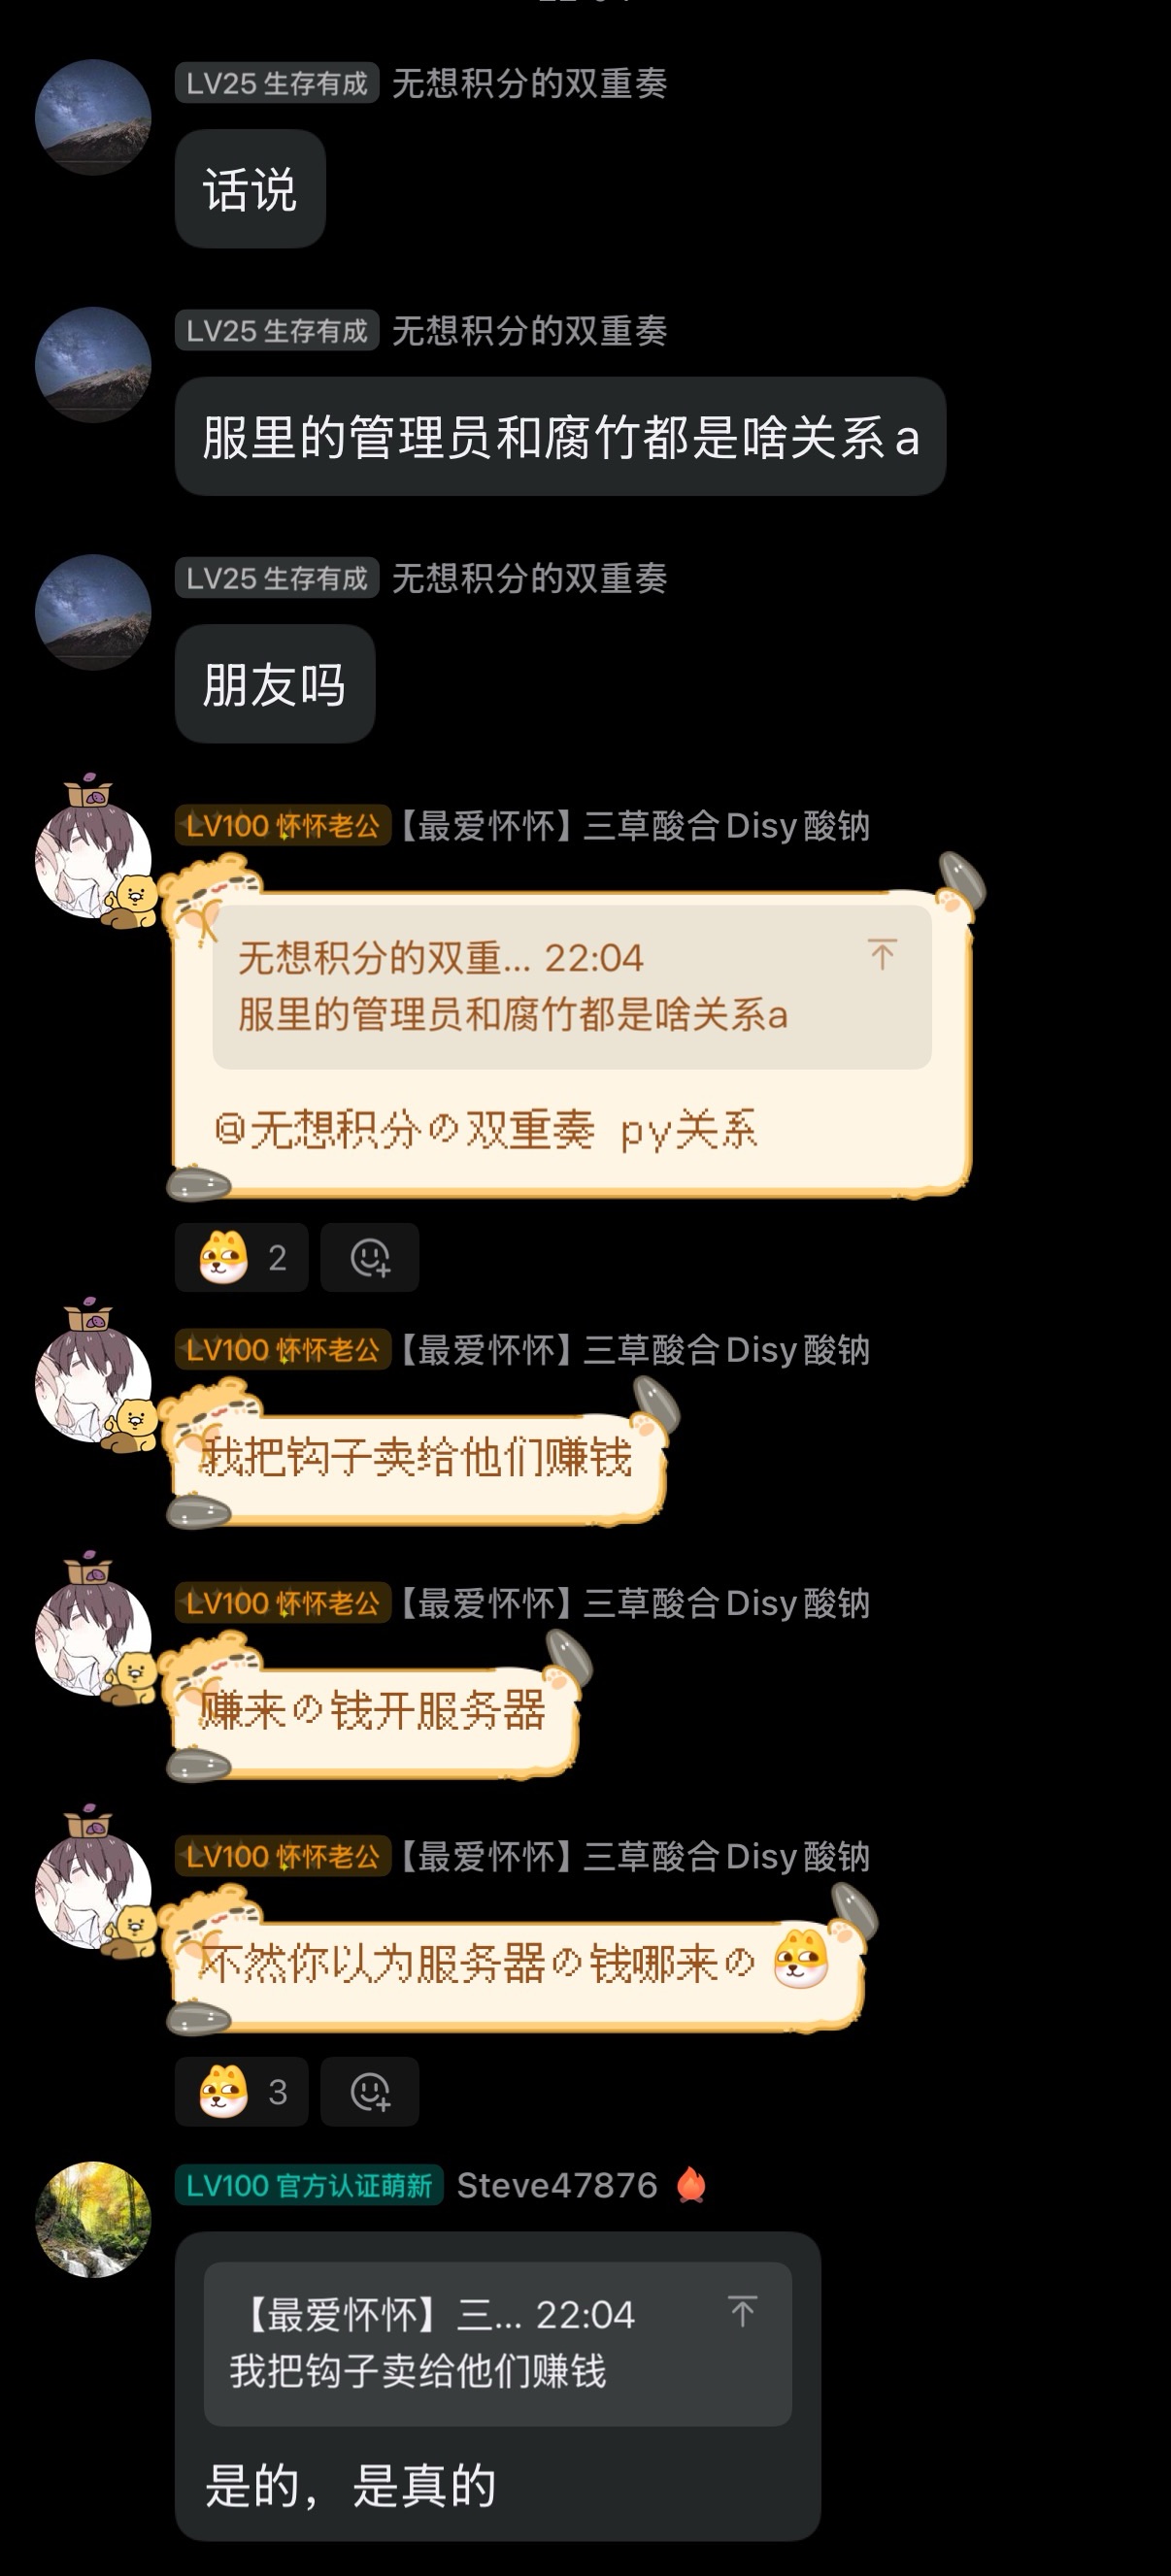 LV25 生存有成 无想积分的双重奏
话说
LV25 生存有成 无想积分的双重奏
服里的管理员和腐竹都是啥关系a
LV25 生存有成 无想积分的双重奏
朋友吗
LV100 怀怀老公 【最爱怀怀】三草酸合Disy酸钠
无想积分的双重... 22:04
服里的管理员和腐竹都是啥关系a
@无想积分の双重奏 py关系
2
LV100 怀怀老公 【最爱怀怀】三草酸合Disy酸钠
我把钩子卖给他们赚钱
LV100 怀怀老公 【最爱怀怀】三草酸合Disy酸钠
赚来の钱开服务器
LV100 怀怀老公 【最爱怀怀】三草酸合Disy酸钠
不然你以为服务器の钱哪来の
3
LV100 官方认证萌新 Steve47876
【最爱怀怀】三... 22:04
我把钩子卖给他们赚钱
是的，是真的